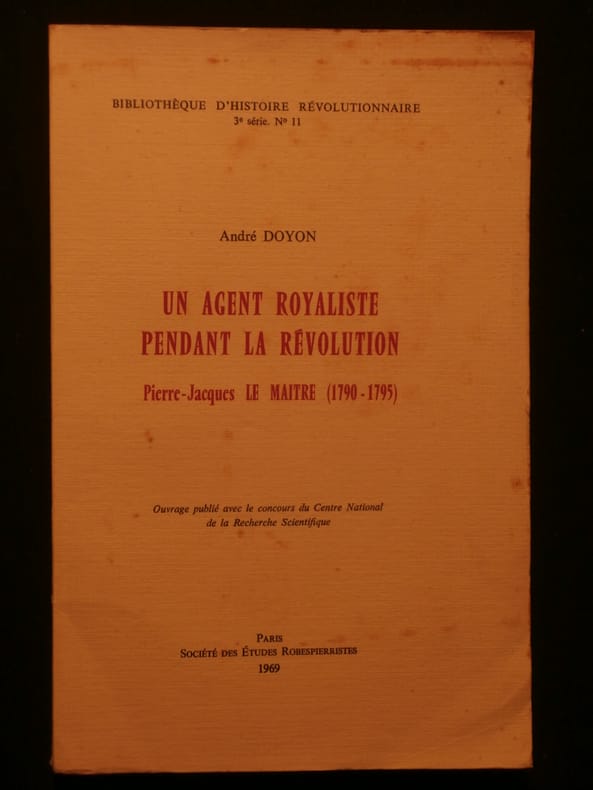 BIBLIOTHÈQUE D'HISTOIRE RÉVOLUTIONNAIRE
3e série. No 11
André DOYON
UN AGENT ROYALISTE
PENDANT LA RÉVOLUTION
Pierre-Jacques LE MAITRE (1790-1795)
Ouvrage publié avec le concours du Centre National
de la Recherche Scientifique
PARIS
SOCIÉTÉ DES ÉTUDES ROBESPIERRISTES
1969